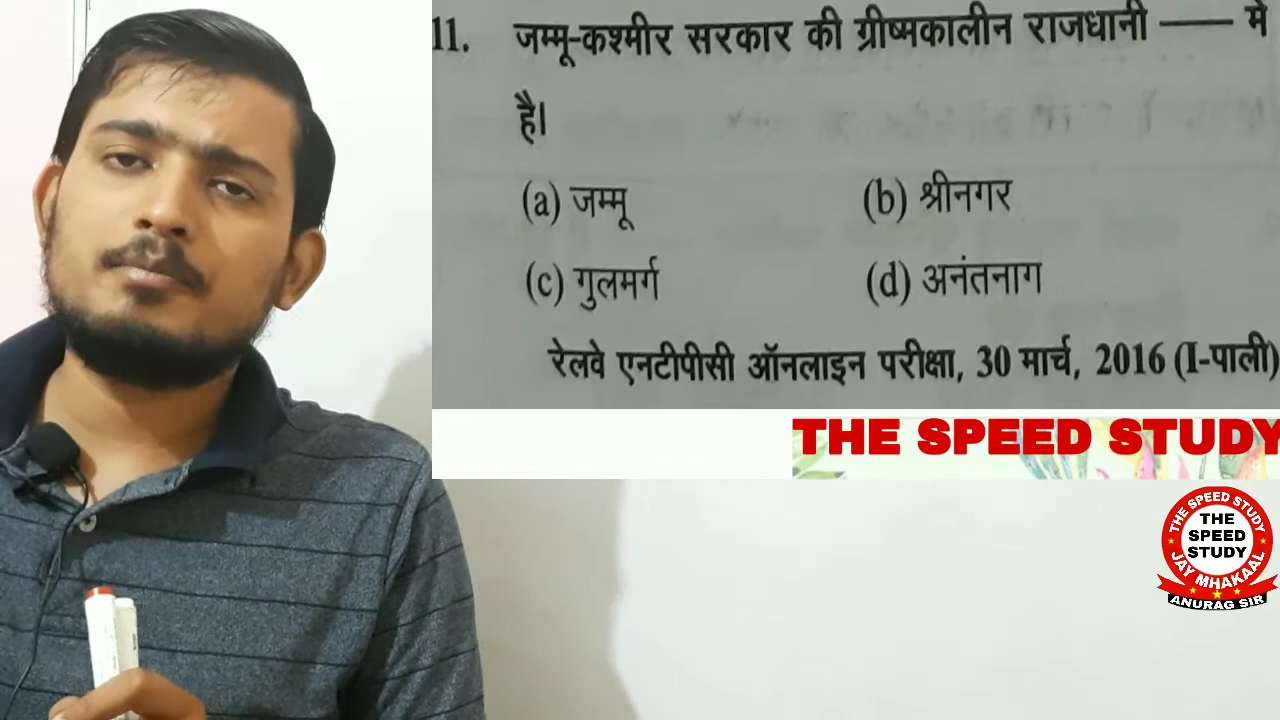 11. जम्मू-कश्मीर सरकार की ग्रीष्मकालीन राजधानी —— मे
है।
(a) जम्मू (b) श्रीनगर
(c) गुलमर्ग (d) अनंतनाग
रेलवे एनटीपीसी ऑनलाइन परीक्षा, 30 मार्च, 2016 (I-पाली)
THE SPEED STUDY
THE SPEED STUDY
THE
SPEED
STUDY
JAY MHAKAAL
ANURAG SIR